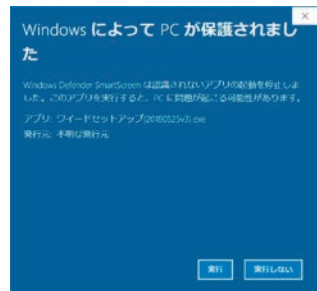 Windows によって PC が保護されまし
た
Windows Defender SmartScreen は認識されないアプリの起動を停止しま
した。このアプリを実行すると、PC に問題が起こる可能性があります。
アプリ: ワイードセットアップ(20180525v3).exe
発行元: 不明な発行元
実行 実行しない